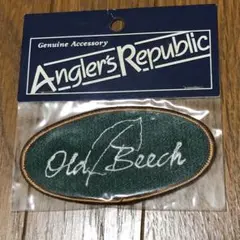 Genuine Accessory
Angler's Republic
Old Beech